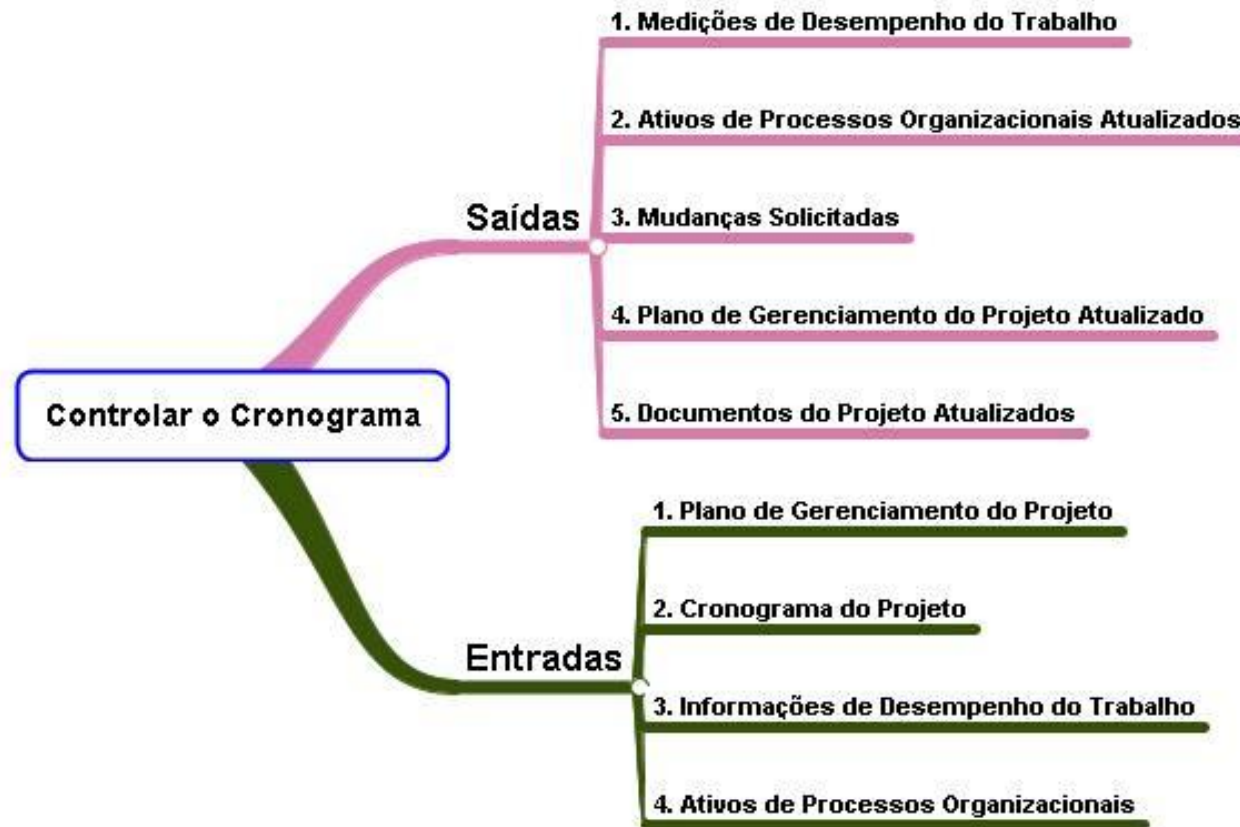 1. Medições de Desempenho do Trabalho
2. Ativos de Processos Organizacionais Atualizados
Saídas
3. Mudanças Solicitadas
4. Plano de Gerenciamento do Projeto Atualizado
Controlar o Cronograma
5. Documentos do Projeto Atualizados
1. Plano de Gerenciamento do Projeto
2. Cronograma do Projeto
Entradas
3. Informações de Desempenho do Trabalho
4. Ativos de Processos Organizacionais